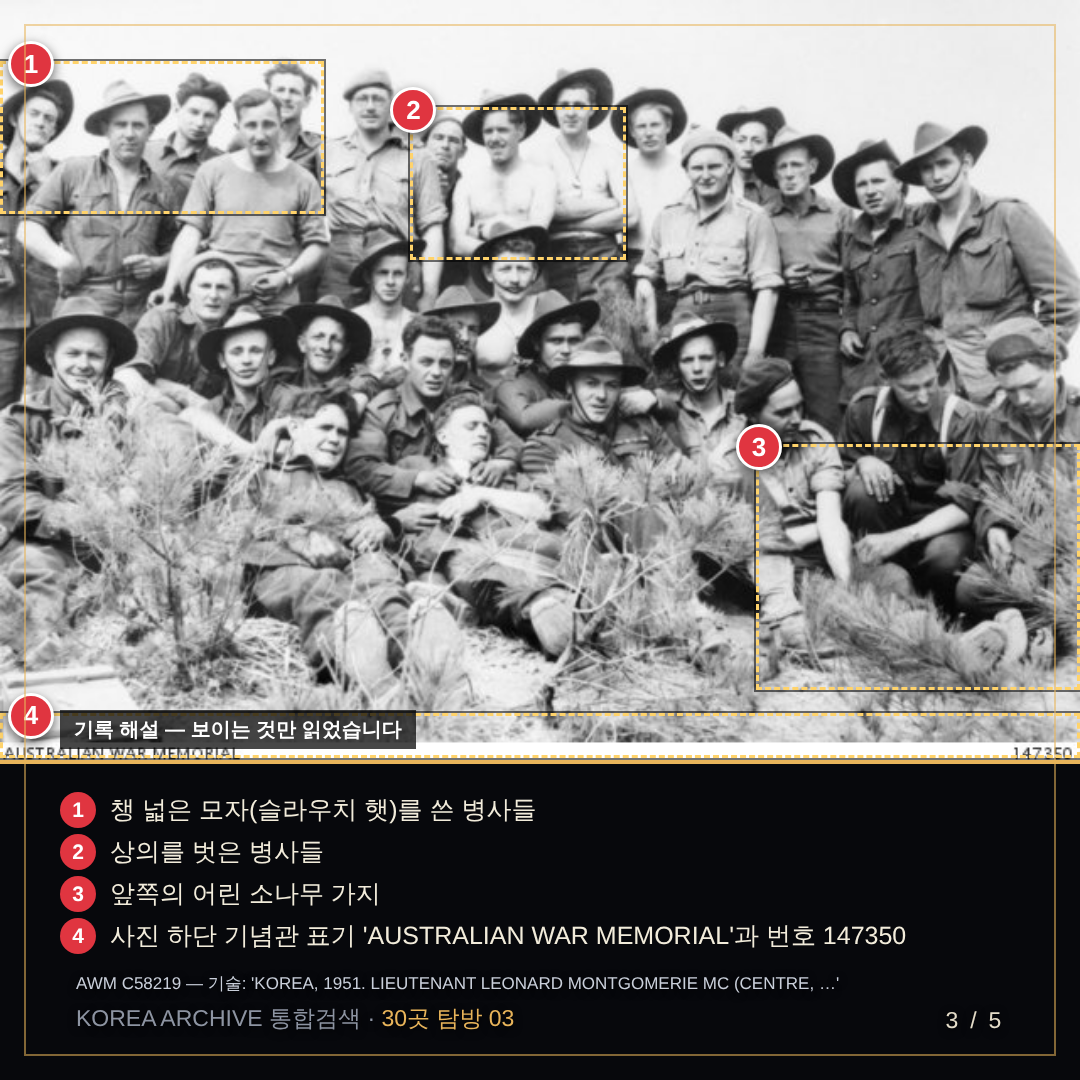 1
2
3
4
기록 해설 — 보이는 것만 읽었습니다
AUSTRALIAN WAR MEMORIAL
147350
1 챙 넓은 모자(슬라우치 햇)를 쓴 병사들
2 상의를 벗은 병사들
3 앞쪽의 어린 소나무 가지
4 사진 하단 기념관 표기 'AUSTRALIAN WAR MEMORIAL'과 번호 147350
AWM C58219 — 기술: 'KOREA, 1951. LIEUTENANT LEONARD MONTGOMERIE MC (CENTRE, …'
KOREA ARCHIVE 통합검색 · 30곳 탐방 03
3 / 5